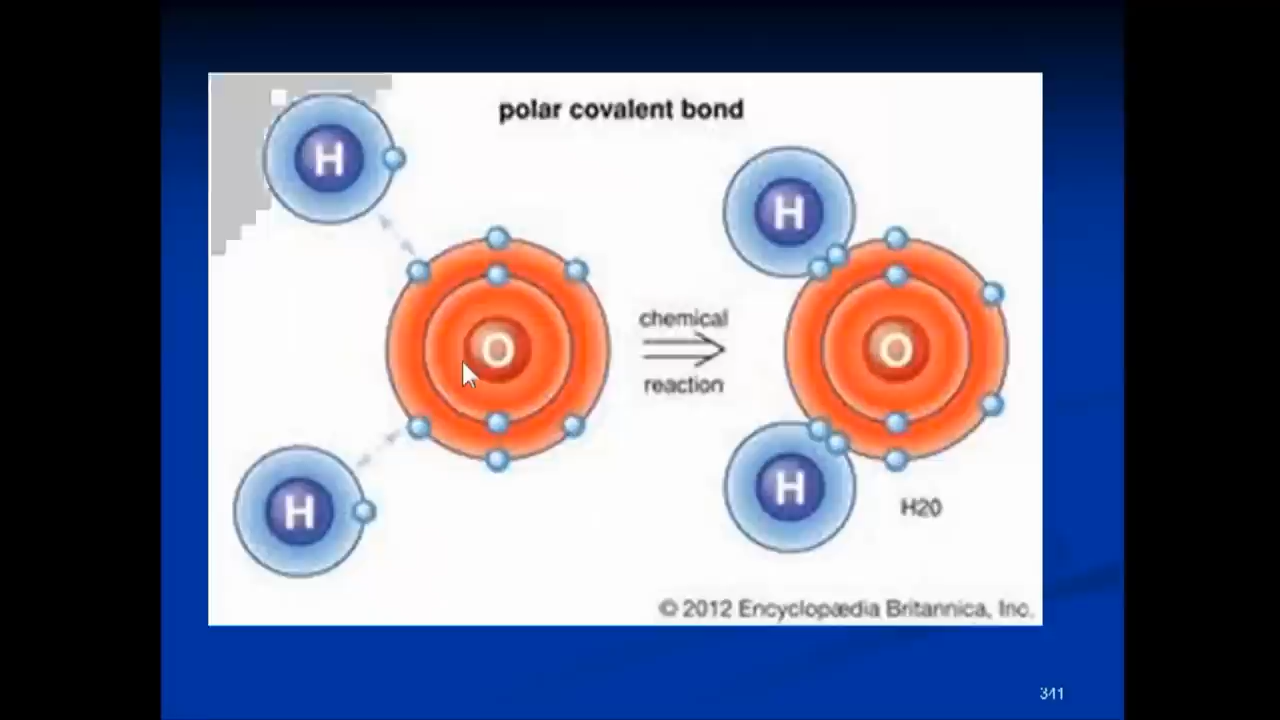 polar covalent bond
H
H
O
chemical
reaction
O
H
H
H20
© 2012 Encyclopædia Britannica, Inc.
341